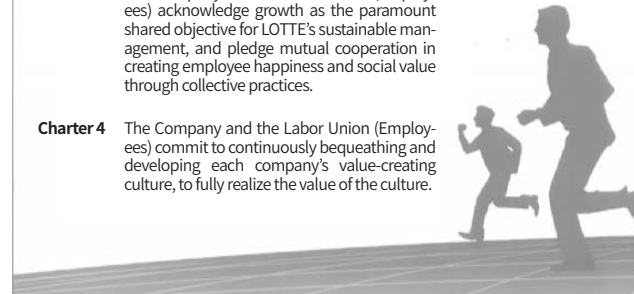 ees) acknowledge growth as the paramount
shared objective for LOTTE's sustainable man-
agement, and pledge mutual cooperation in
creating employee happiness and social value
through collective practices.
Charter 4 The Company and the Labor Union (Employ-
ees) commit to continuously bequeathing and
developing each company's value-creating
culture, to fully realize the value of the culture.